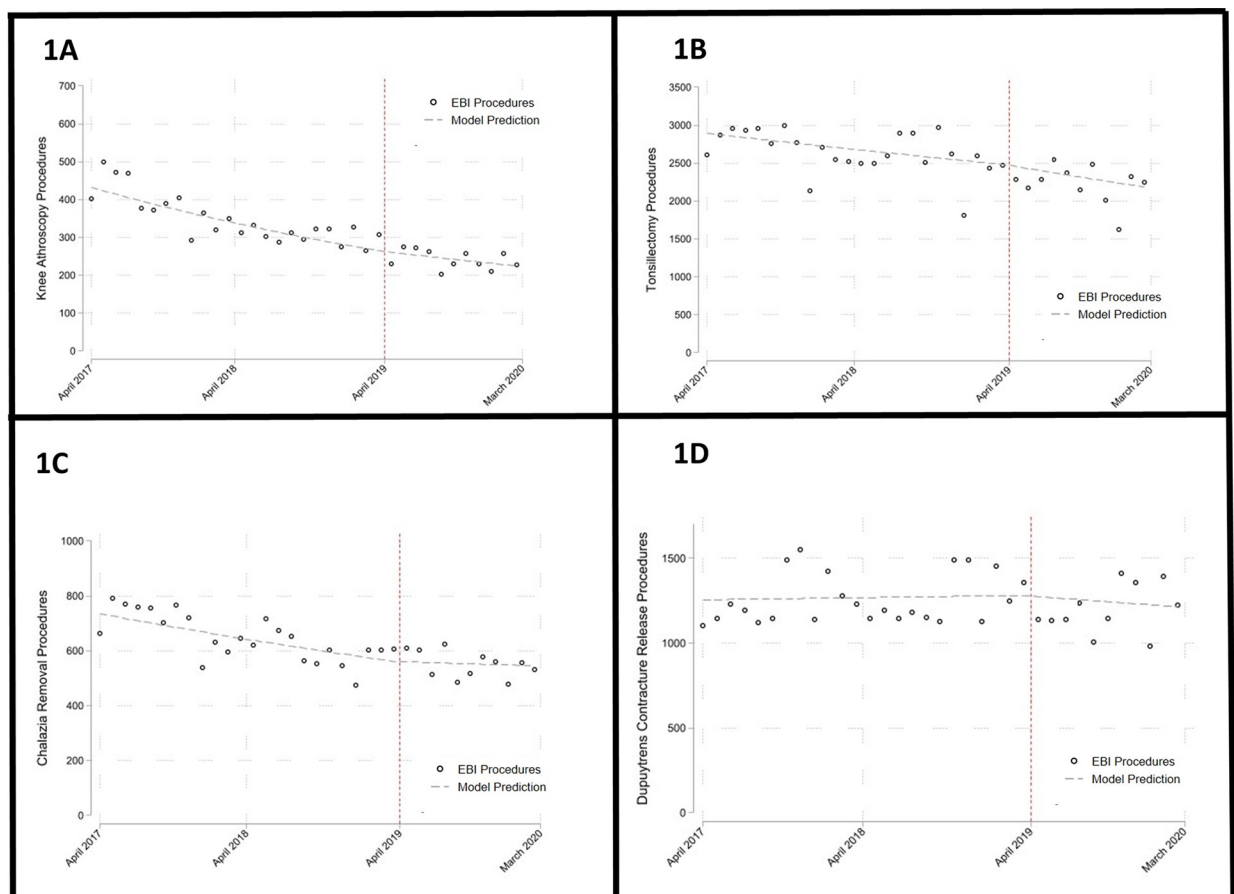 1A
700
600
500
400
300
200
100
0
Knee Athroscopy Procedures
EBI Procedures
Model Prediction
April 2017
April 2018
April 2019
March 2020
1B
3500
3000
2500
2000
1500
1000
500
0
Tonsillectomy Procedures
EBI Procedures
Model Prediction
April 2017
April 2018
April 2019
March 2020
1C
1000
800
600
400
200
0
Chalazia Removal Procedures
EBI Procedures
Model Prediction
April 2017
April 2018
April 2019
March 2020
1D
1500
1000
500
0
Dupuytrens Contracture Release Procedures
EBI Procedures
Model Prediction
April 2017
April 2018
April 2019
March 2020